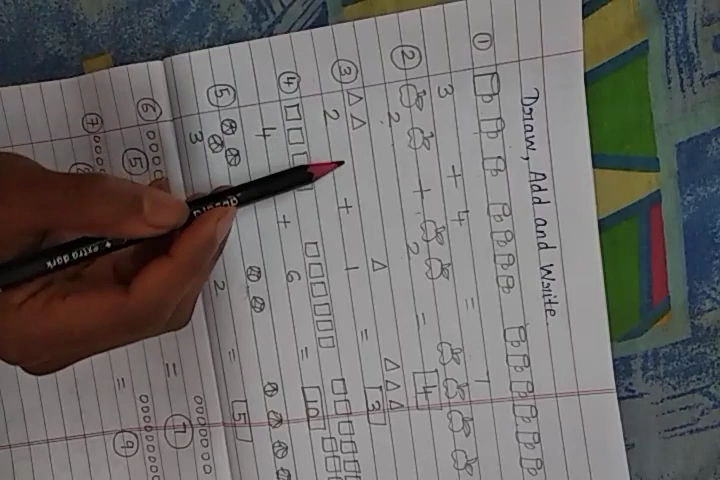 Draw, Add and Write.
①
3 + 4 = 7
②
2 + 2 = 4
③
2 + 1 = 3
④
4 + 6 = 10
⑤
3 2 = 5
⑥
⑤ = ⑦
⑦
= ⑨
extra dark